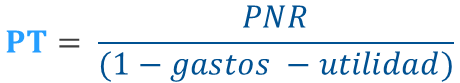 PT = PNR / (1 − gastos − utilidad)